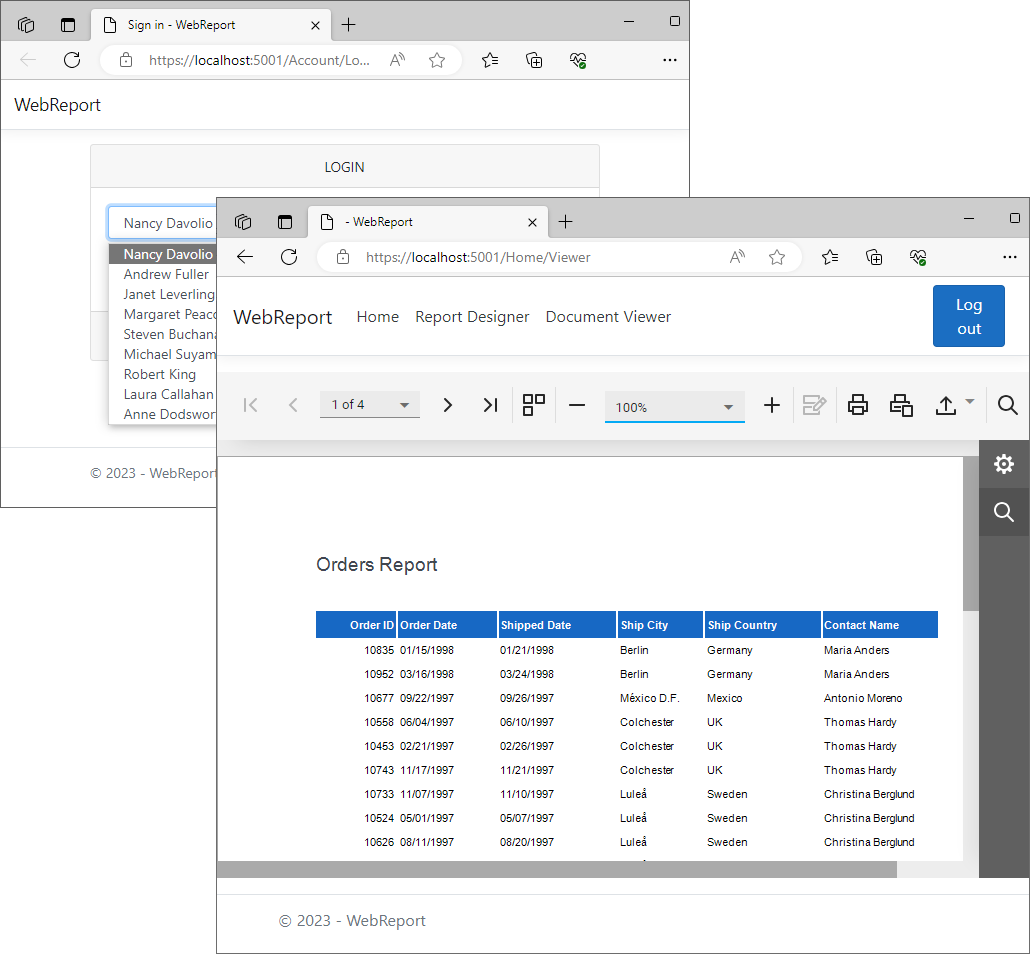 Sign in - WebReport
https://localhost:5001/Account/Lo...
WebReport
LOGIN
Nancy Davolio
Nancy Davolio
Andrew Fuller
Janet Leverling
Margaret Peaco
Steven Buchana
Michael Suyam
Robert King
Laura Callahan
Anne Dodswor
© 2023 - WebReport
- WebReport
https://localhost:5001/Home/Viewer
WebReport Home Report Designer Document Viewer Log out
1 of 4 100%
Orders Report
Order ID Order Date Shipped Date Ship City Ship Country Contact Name
10835 01/15/1998 01/21/1998 Berlin Germany Maria Anders
10952 03/16/1998 03/24/1998 Berlin Germany Maria Anders
10677 09/22/1997 09/26/1997 México D.F. Mexico Antonio Moreno
10558 06/04/1997 06/10/1997 Colchester UK Thomas Hardy
10453 02/21/1997 02/26/1997 Colchester UK Thomas Hardy
10743 11/17/1997 11/21/1997 Colchester UK Thomas Hardy
10733 11/07/1997 11/10/1997 Luleå Sweden Christina Berglund
10524 05/01/1997 05/07/1997 Luleå Sweden Christina Berglund
10626 08/11/1997 08/20/1997 Luleå Sweden Christina Berglund
© 2023 - WebReport